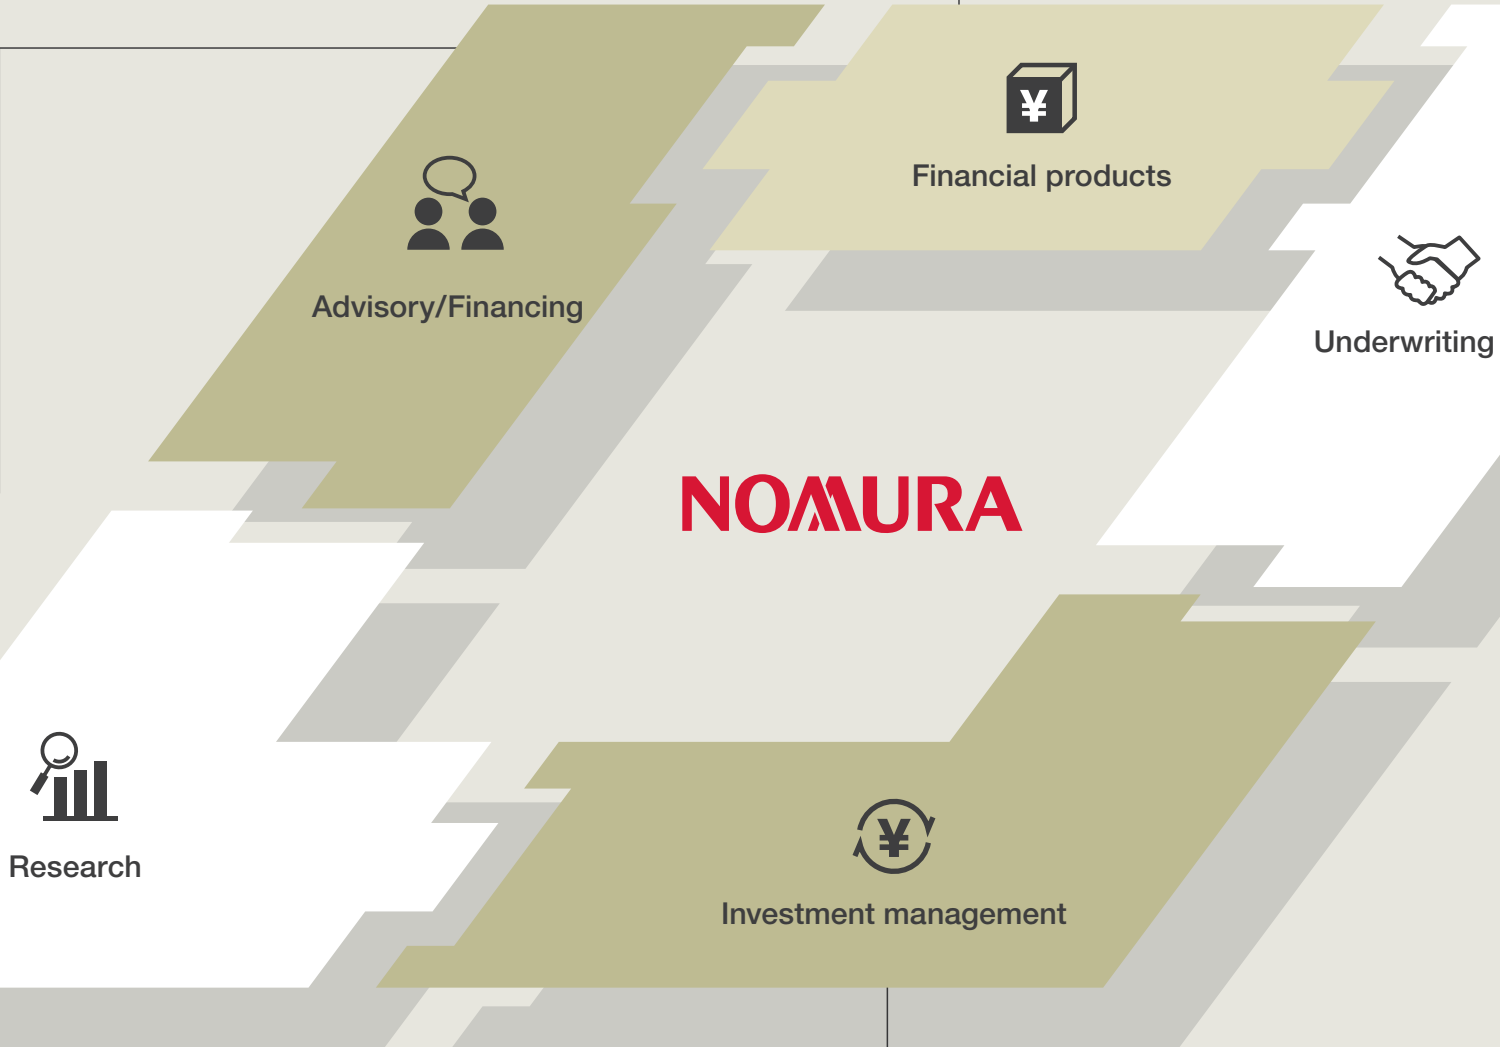 ¥
Financial products
Advisory/Financing
Underwriting
NOMURA
Research
¥
Investment management